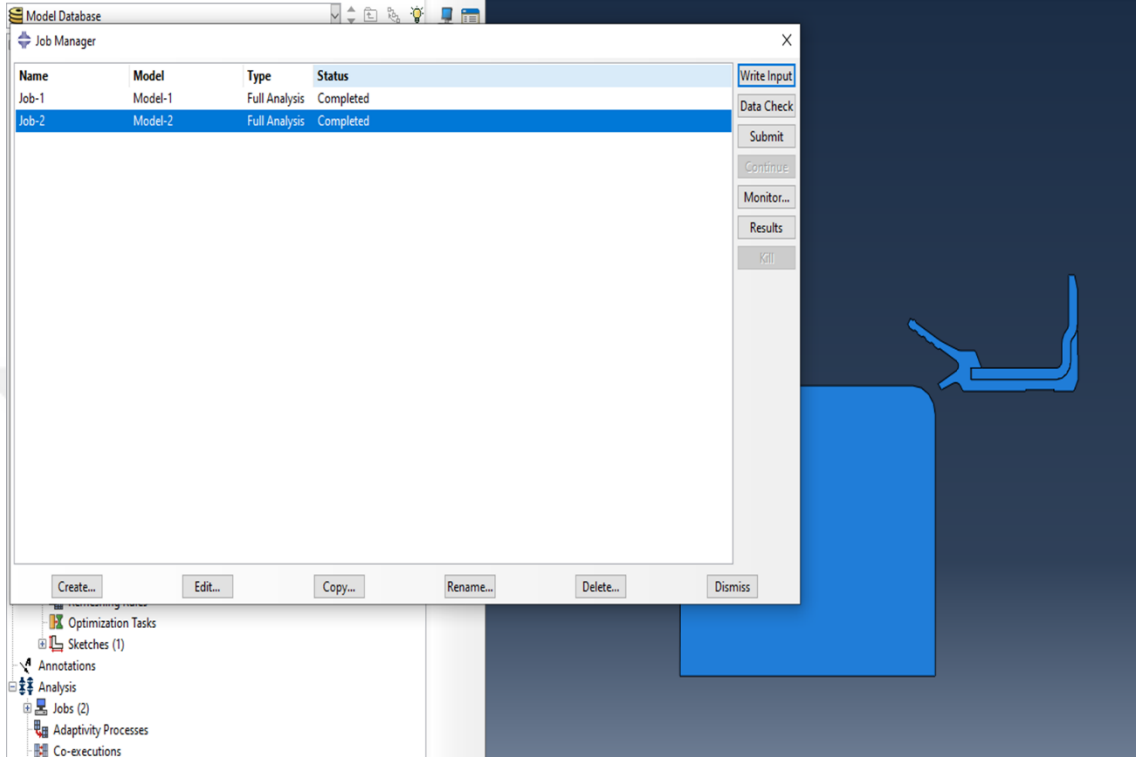 Model Database
Job Manager
Name Model Type Status
Job-1 Model-1 Full Analysis Completed
Job-2 Model-2 Full Analysis Completed
Write Input
Data Check
Submit
Continue
Monitor...
Results
Kill
Create... Edit... Copy... Rename... Delete... Dismiss
Remeshing Rules
Optimization Tasks
Sketches (1)
Annotations
Analysis
Jobs (2)
Adaptivity Processes
Co-executions